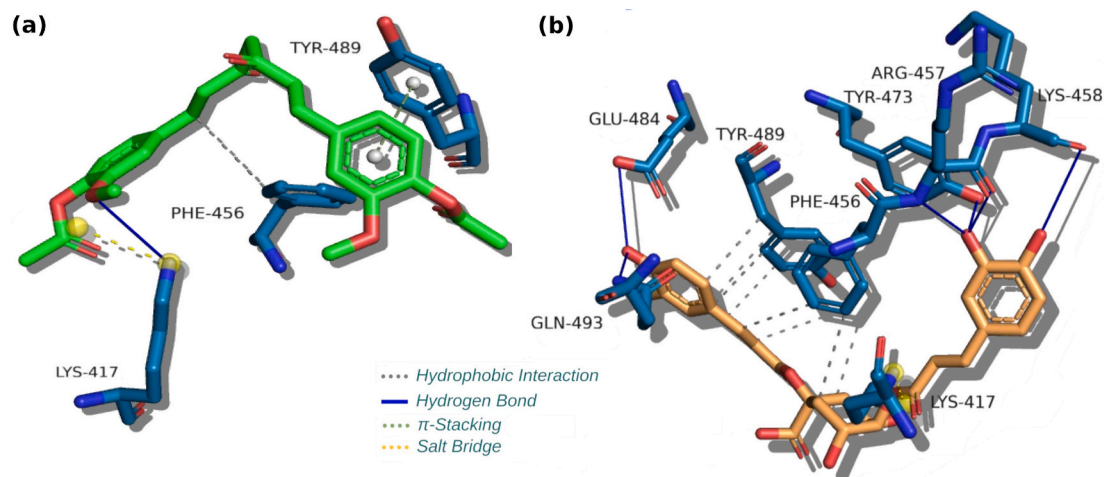 (a)
TYR-489
PHE-456
LYS-417
Hydrophobic Interaction
Hydrogen Bond
π-Stacking
Salt Bridge
(b)
ARG-457
TYR-473
LYS-458
GLU-484
TYR-489
PHE-456
GLN-493
LYS-417